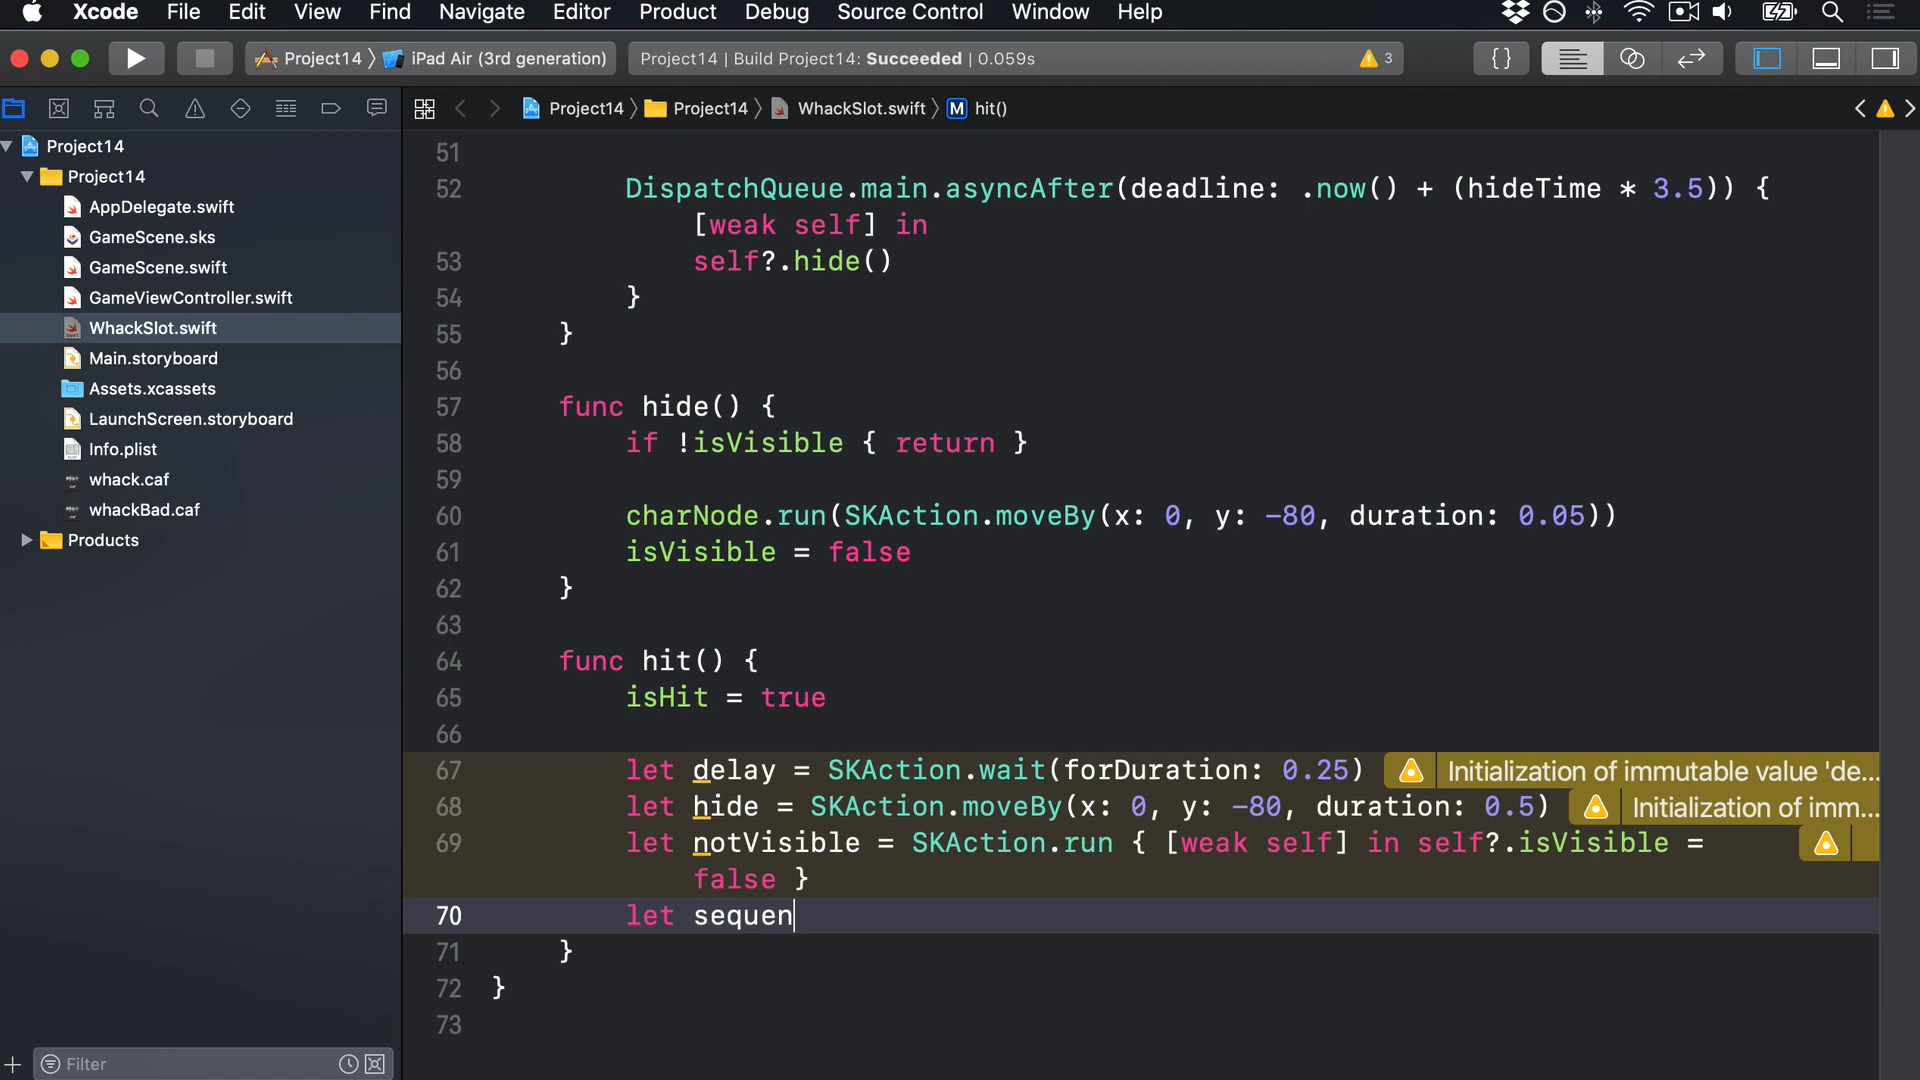 Xcode File Edit View Find Navigate Editor Product Debug Source Control Window Help
Project14 iPad Air (3rd generation)
Project14 | Build Project14: Succeeded | 0.059s
3
Project14 Project14 WhackSlot.swift M hit()
Project14
Project14
AppDelegate.swift
GameScene.sks
GameScene.swift
GameViewController.swift
WhackSlot.swift
Main.storyboard
Assets.xcassets
LaunchScreen.storyboard
Info.plist
whack.caf
whackBad.caf
Products
Filter
51
52 DispatchQueue.main.asyncAfter(deadline: .now() + (hideTime * 3.5)) {
[weak self] in
53 self?.hide()
54 }
55 }
56
57 func hide() {
58 if !isVisible { return }
59
60 charNode.run(SKAction.moveBy(x: 0, y: -80, duration: 0.05))
61 isVisible = false
62 }
63
64 func hit() {
65 isHit = true
66
67 let delay = SKAction.wait(forDuration: 0.25) Initialization of immutable value 'de...
68 let hide = SKAction.moveBy(x: 0, y: -80, duration: 0.5) Initialization of imm...
69 let notVisible = SKAction.run { [weak self] in self?.isVisible =
false }
70 let sequen
71 }
72 }
73